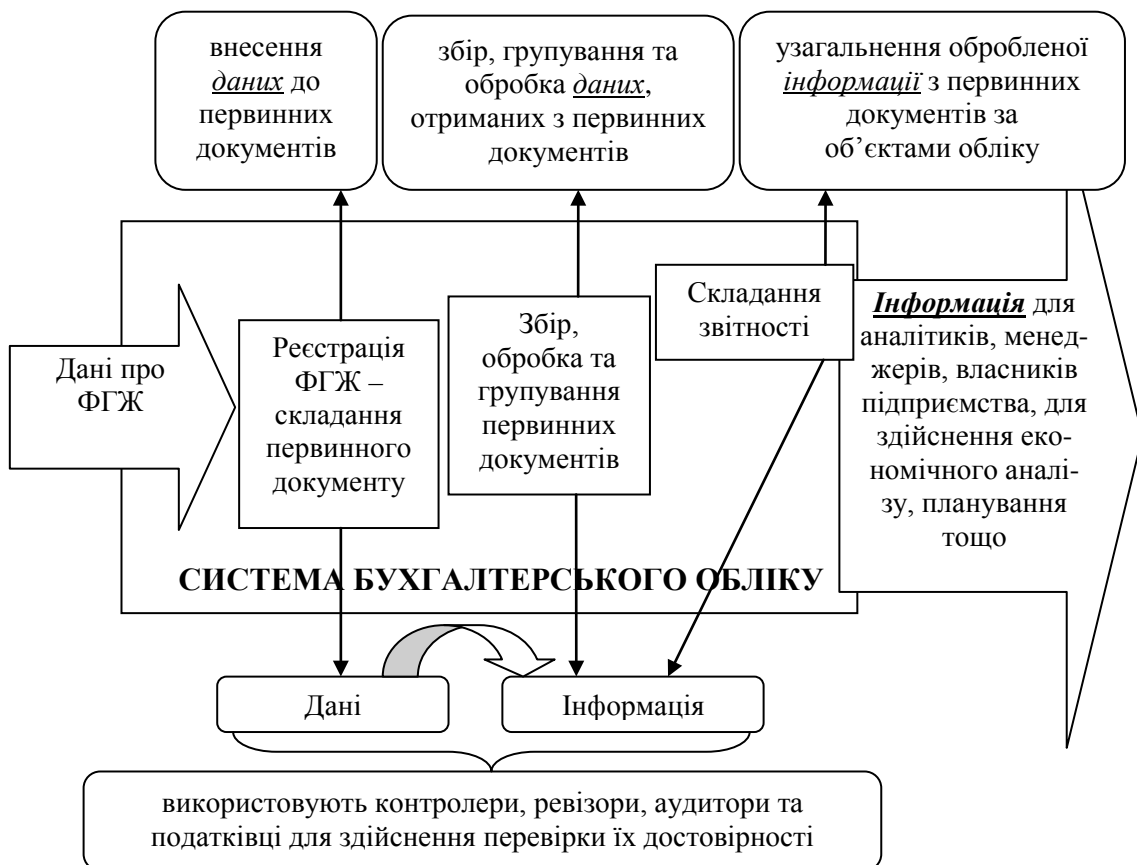 внесення
даних до
первинних
документів
збір, групування та
обробка даних,
отриманих з первинних
документів
узагальнення обробленої
інформації з первинних
документів за
об’єктами обліку
Дані про
ФГЖ
Реєстрація
ФГЖ –
складання
первинного
документу
Збір,
обробка та
групування
первинних
документів
Складання
звітності
Інформація для
аналітиків, менед-
жерів, власників
підприємства, для
здійснення еко-
номічного аналі-
зу, планування
тощо
СИСТЕМА БУХГАЛТЕРСЬКОГО ОБЛІКУ
Дані
Інформація
використовують контролери, ревізори, аудитори та
податківці для здійснення перевірки їх достовірності